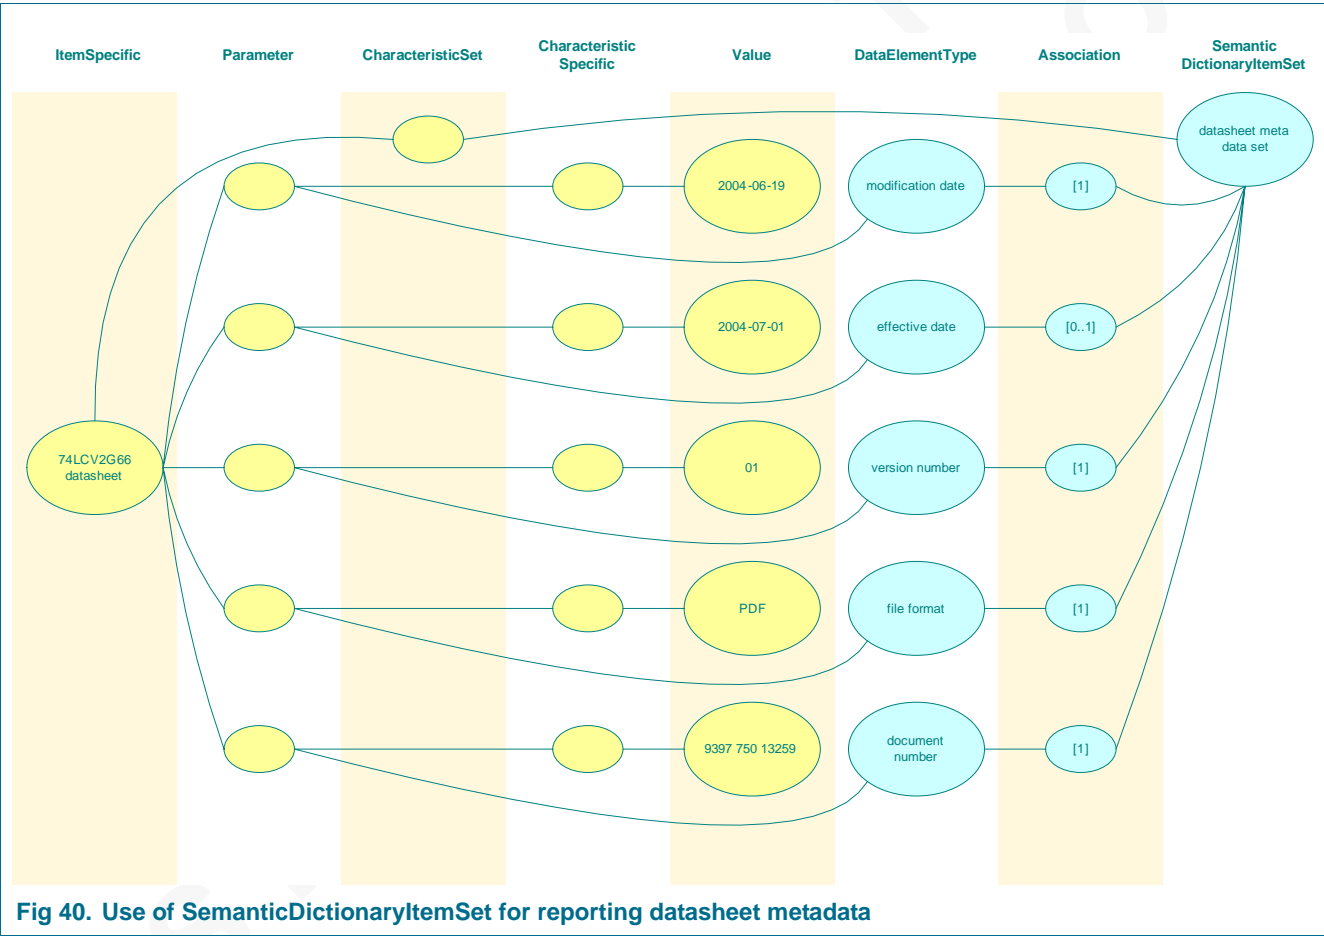 ItemSpecific Parameter CharacteristicSet Characteristic Specific Value DataElementType Association Semantic DictionaryItemSet
datasheet meta
data set
2004-06-19 modification date [1]
2004-07-01 effective date [0..1]
74LCV2G66
datasheet
01 version number [1]
PDF file format [1]
9397 750 13259 document number [1]
Fig 40. Use of SemanticDictionaryItemSet for reporting datasheet metadata